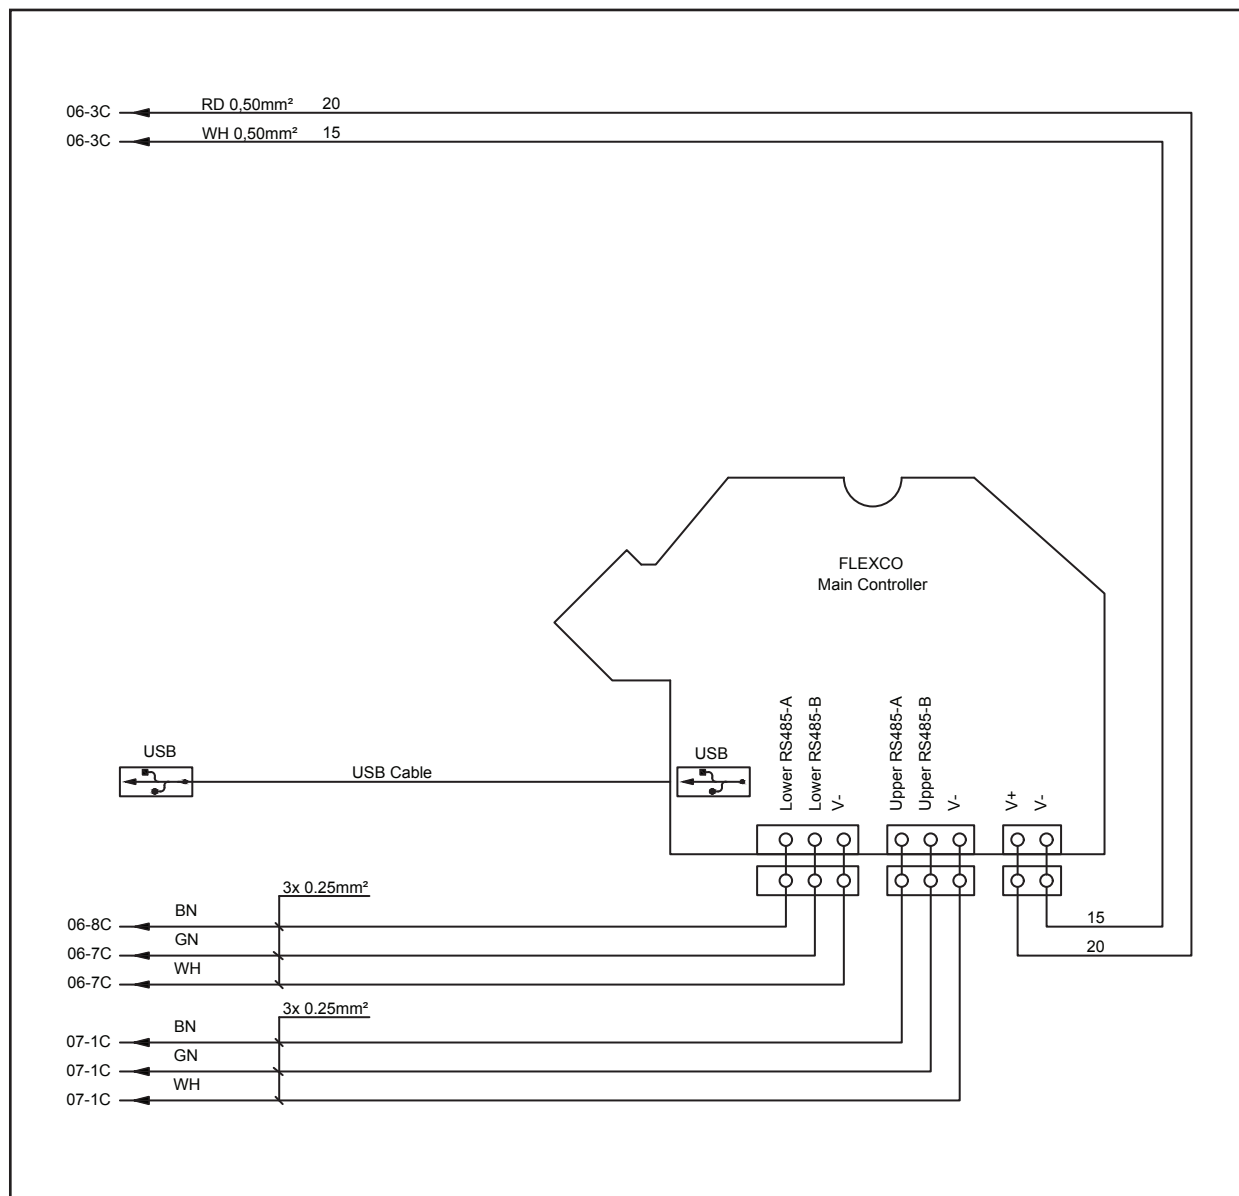 06-3C RD 0,50mm² 20
06-3C WH 0,50mm² 15
FLEXCO
Main Controller
Lower RS485-A
Lower RS485-B
V-
Upper RS485-A
Upper RS485-B
V-
V+
V-
USB
USB Cable
USB
3x 0.25mm²
06-8C BN
06-7C GN
06-7C WH
15
20
3x 0.25mm²
07-1C BN
07-1C GN
07-1C WH